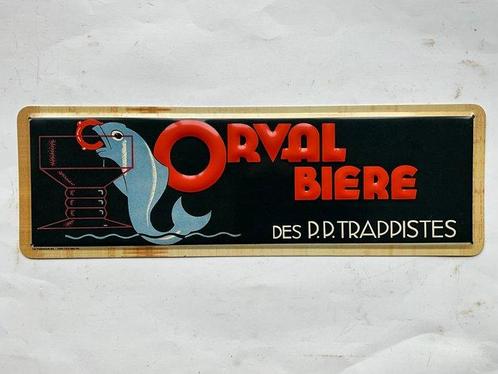 ORVAL
BIERE
DES P.P. TRAPPISTES